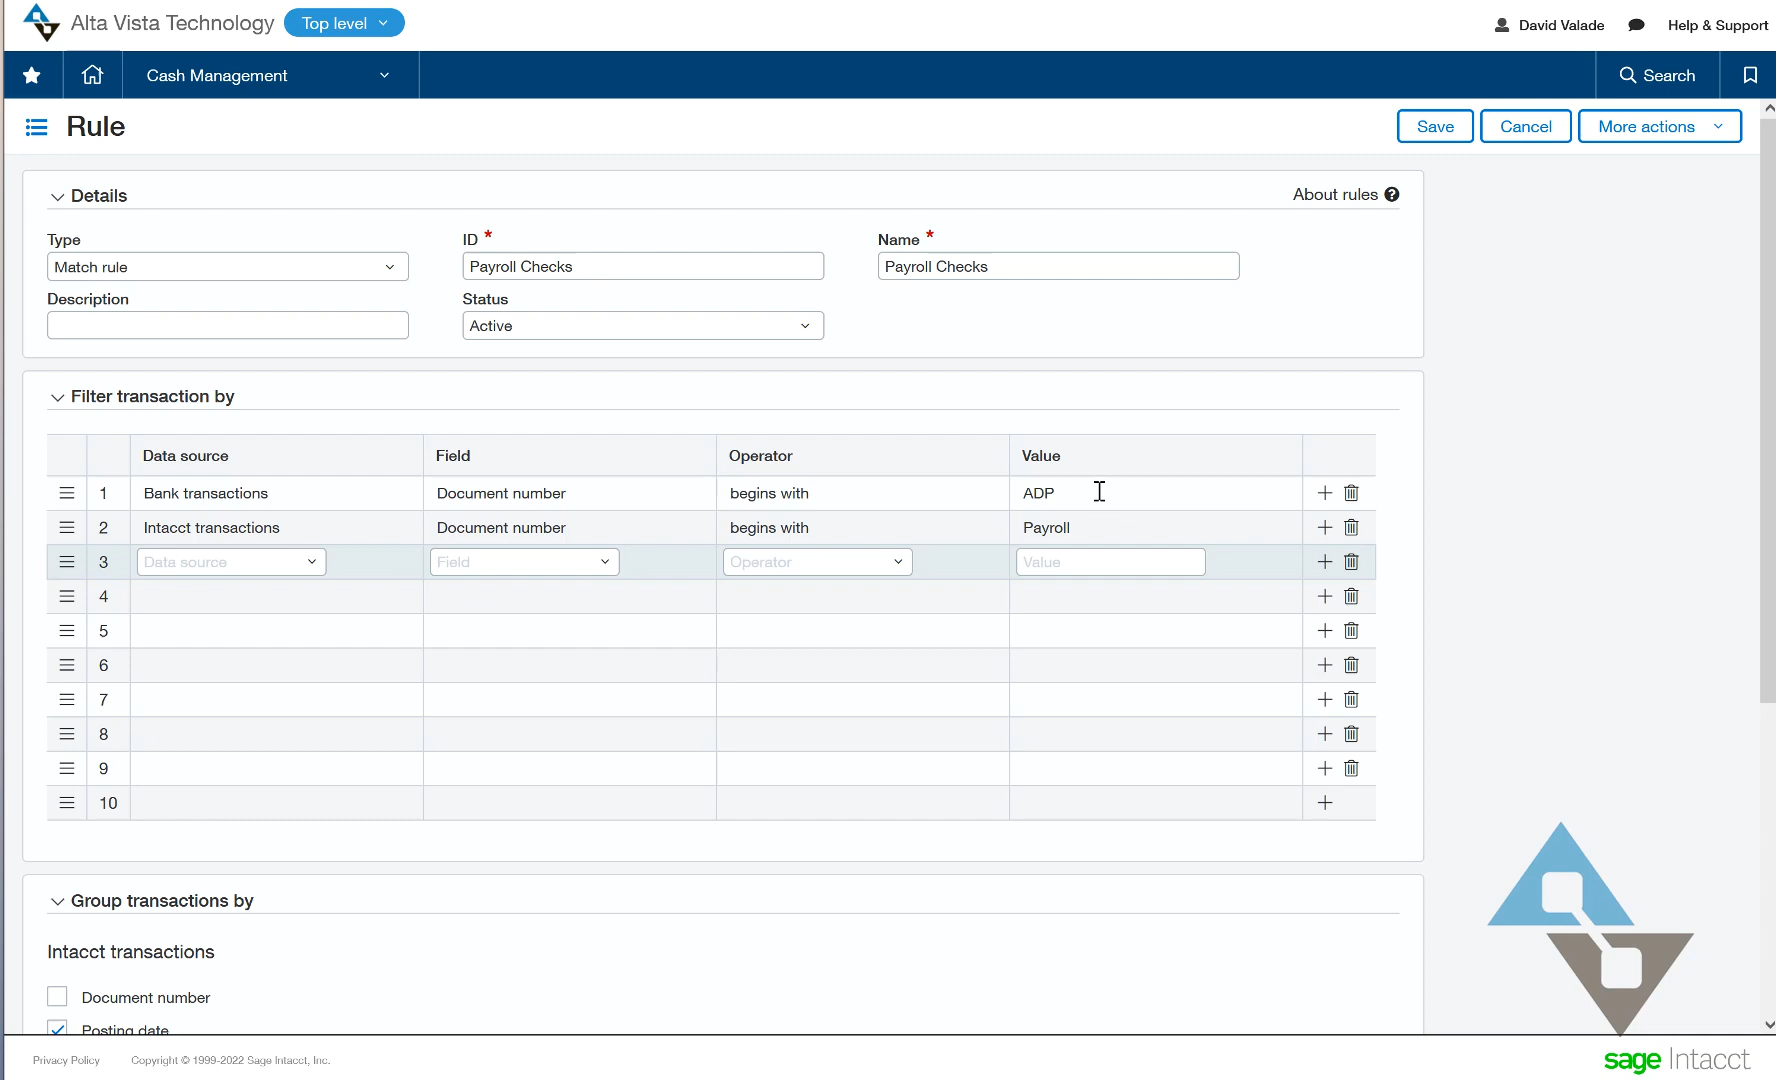 Alta Vista Technology Top level David Valade Help & Support
Cash Management Search
Rule Save Cancel More actions
Details About rules
Type ID * Name *
Match rule Payroll Checks Payroll Checks
Description Status
Active
Filter transaction by
Data source Field Operator Value
1 Bank transactions Document number begins with ADP
2 Intacct transactions Document number begins with Payroll
3 Data source Field Operator Value
4
5
6
7
8
9
10
Group transactions by
Intacct transactions
Document number
Posting date
Privacy Policy Copyright © 1999-2022 Sage Intacct, Inc. sage Intacct